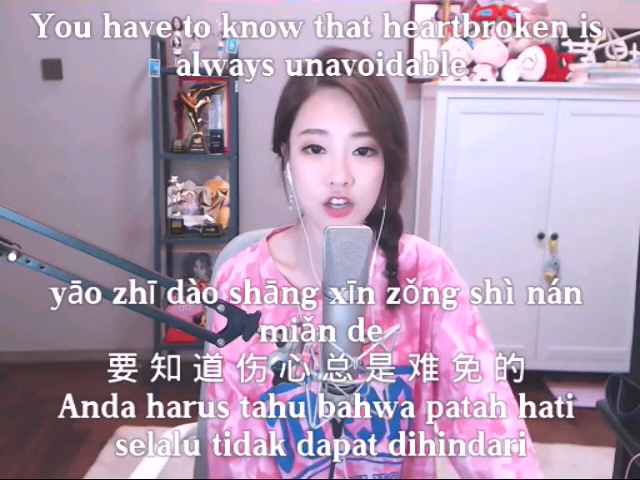 You have to know that heartbroken is
always unavoidable
yāo zhī dào shāng xīn zǒng shì nán
miǎn de
要知道伤心总是难免的
Anda harus tahu bahwa patah hati
selalu tidak dapat dihindari